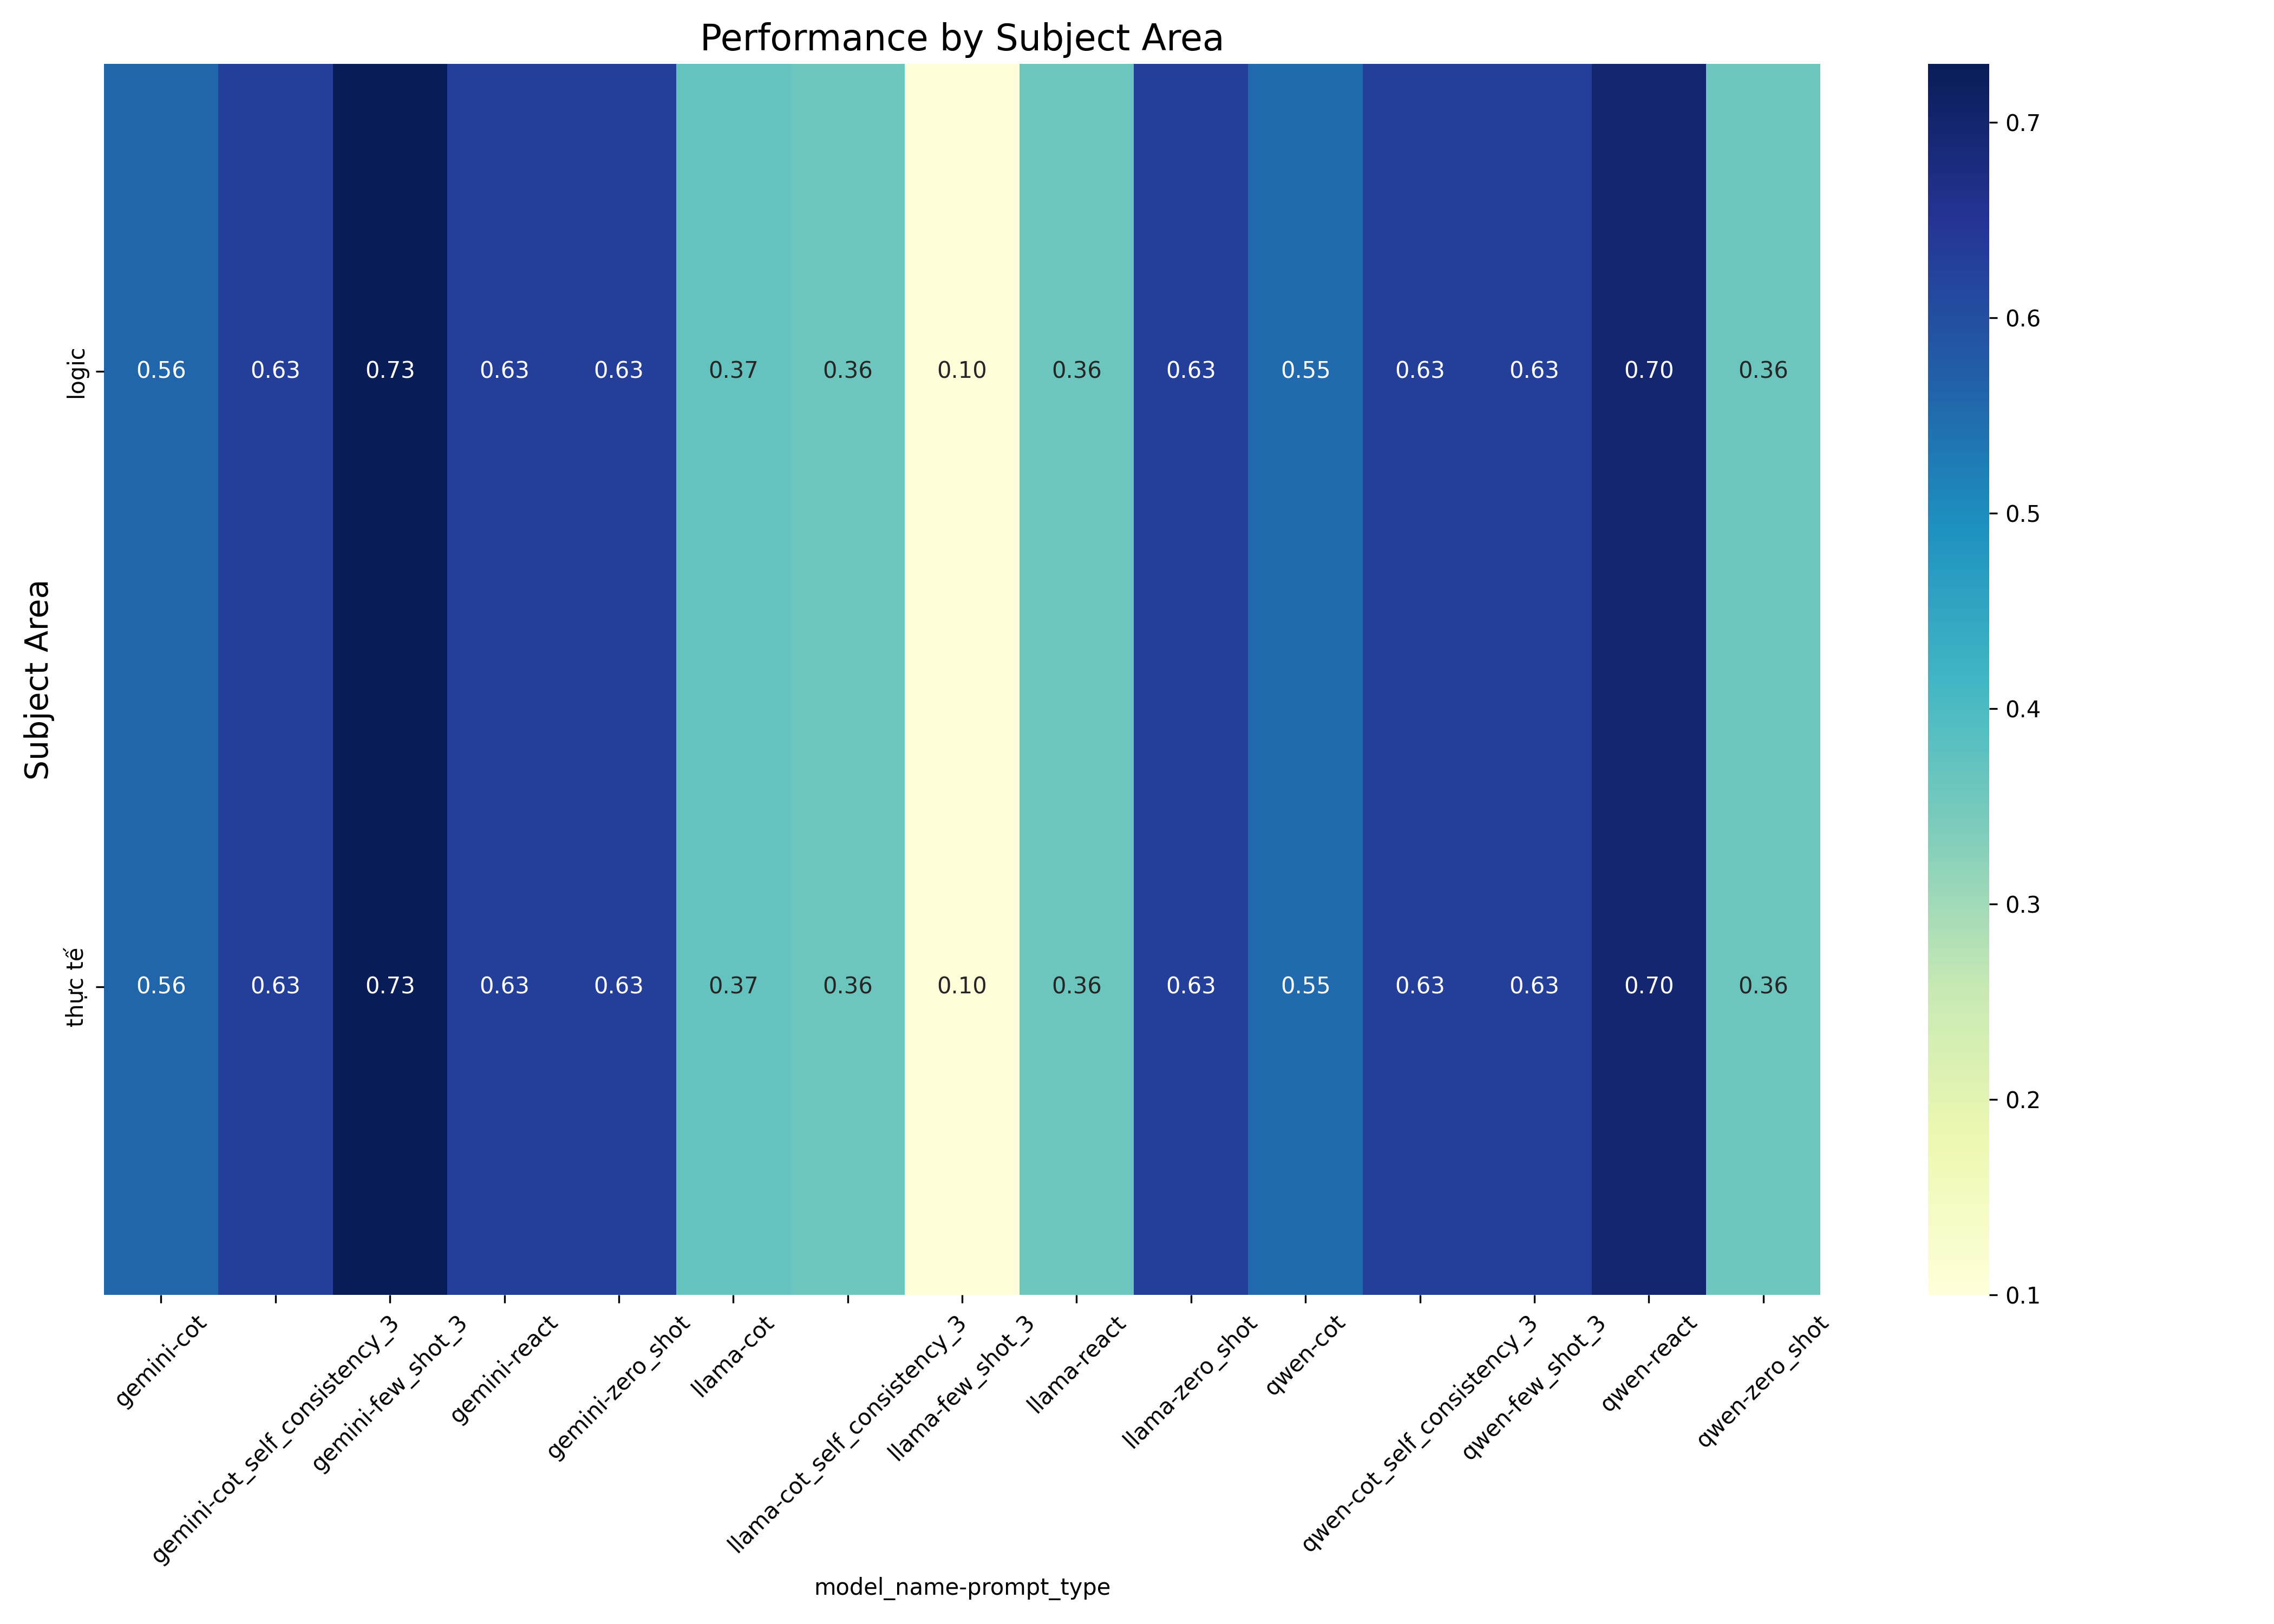 Performance by Subject Area
Subject Area
logic
0.56 0.63 0.73 0.63 0.63 0.37 0.36 0.10 0.36 0.63 0.55 0.63 0.63 0.70 0.36
thực tế
0.56 0.63 0.73 0.63 0.63 0.37 0.36 0.10 0.36 0.63 0.55 0.63 0.63 0.70 0.36
gemini-cot
gemini-cot_self_consistency_3
gemini-few_shot_3
gemini-react
gemini-zero_shot
llama-cot
llama-cot_self_consistency_3
llama-few_shot_3
llama-react
llama-zero_shot
qwen-cot
qwen-cot_self_consistency_3
qwen-few_shot_3
qwen-react
qwen-zero_shot
model_name-prompt_type
0.7
0.6
0.5
0.4
0.3
0.2
0.1